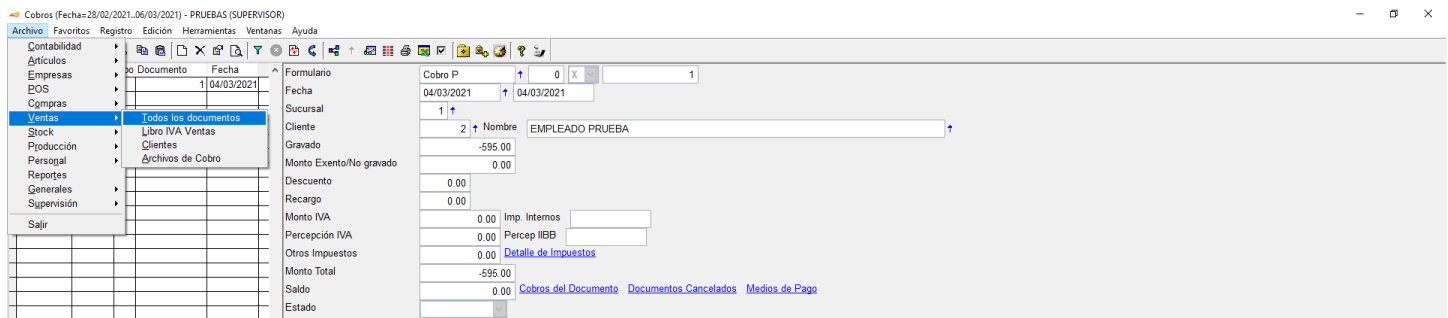 Cobros (Fecha=28/02/2021..06/03/2021) - PRUEBAS (SUPERVISOR)
Archivo Favoritos Registro Edición Herramientas Ventanas Ayuda
Contabilidad
Artículos
Empresas
POS
Compras
Ventas
Stock
Producción
Personal
Reportes
Generales
Supervisión
Salir
Todos los documentos
Libro IVA Ventas
Clientes
Archivos de Cobro
Documento Fecha
1 04/03/2021
Formulario Cobro P 0 X 1
Fecha 04/03/2021 04/03/2021
Sucursal 1
Cliente 2 Nombre EMPLEADO PRUEBA
Gravado -595.00
Monto Exento/No gravado 0.00
Descuento 0.00
Recargo 0.00
Monto IVA 0.00 Imp. Internos
Percepción IVA 0.00 Percep IIBB
Otros Impuestos 0.00 Detalle de Impuestos
Monto Total -595.00
Saldo 0.00 Cobros del Documento Documentos Cancelados Medios de Pago
Estado